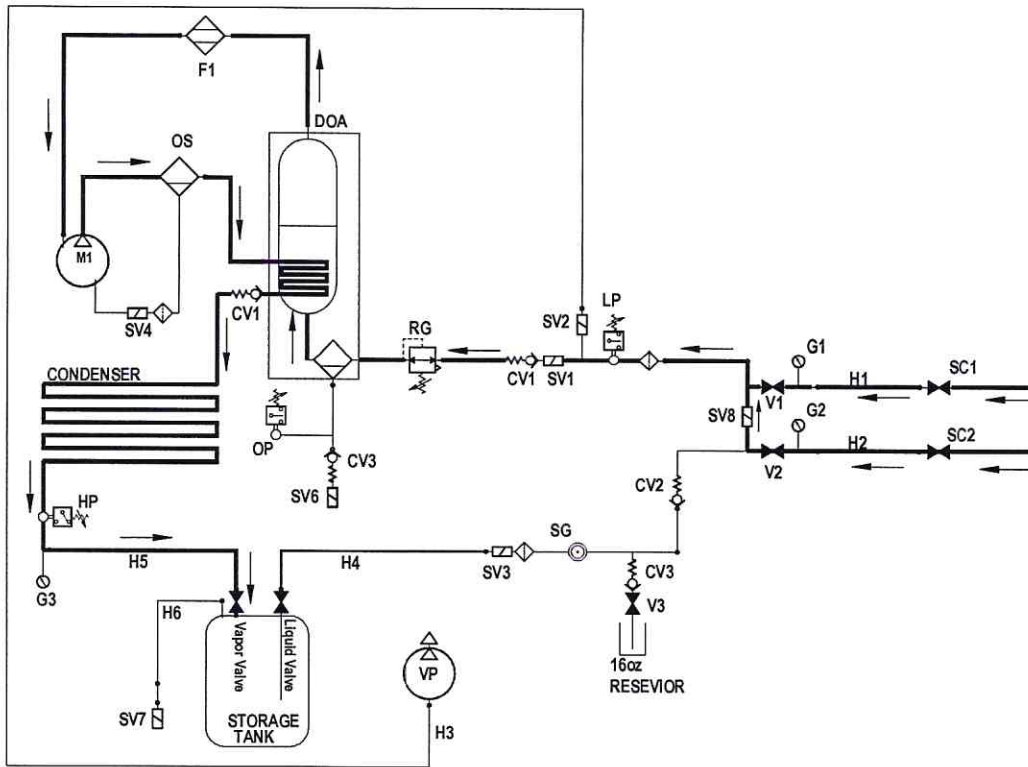 F1
DOA
OS
M1
SV4
CV1
RG
CV1
SV1
SV2
LP
G1
H1
SC1
V1
SV8
G2
H2
SC2
V2
CONDENSER
OP
CV3
SV6
CV2
HP
SG
H5
H4
SV3
CV3
V3
G3
H6
Vapor Valve
Liquid Valve
VP
16oz
RESEVIOR
SV7
STORAGE
TANK
H3